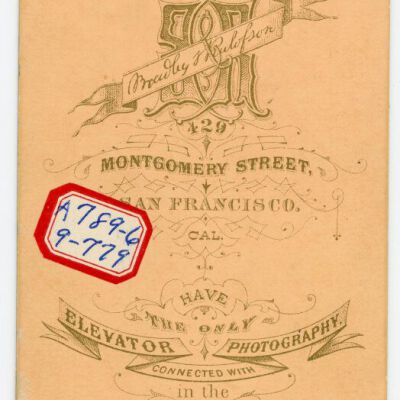 Bradley & Rulofson
429
MONTGOMERY STREET,
SAN FRANCISCO.
CAL.
A789-6
9-779
HAVE
THE ONLY
ELEVATOR PHOTOGRAPHY.
CONNECTED WITH
in the